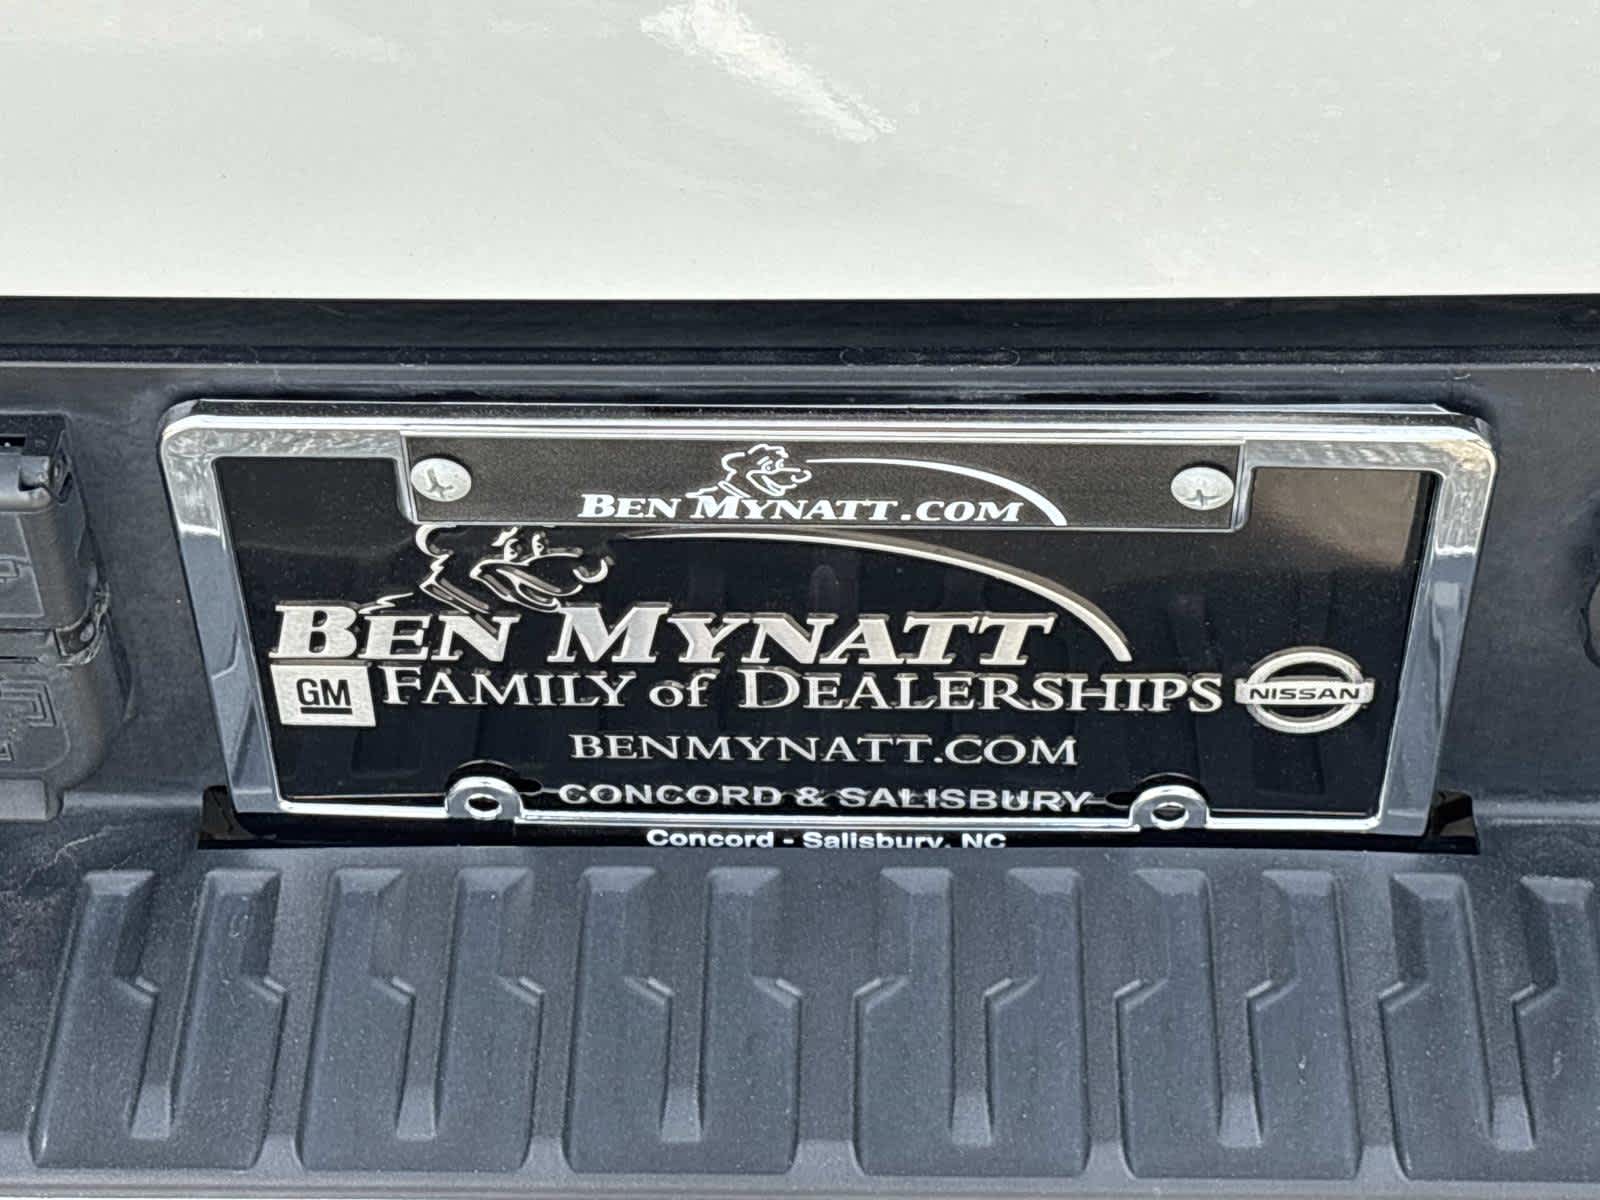 BEN MYNATT.COM
BEN MYNATT
GM FAMILY of DEALERSHIPS NISSAN
BENMYNATT.COM
CONCORD & SALISBURY
Concord - Salisbury, NC